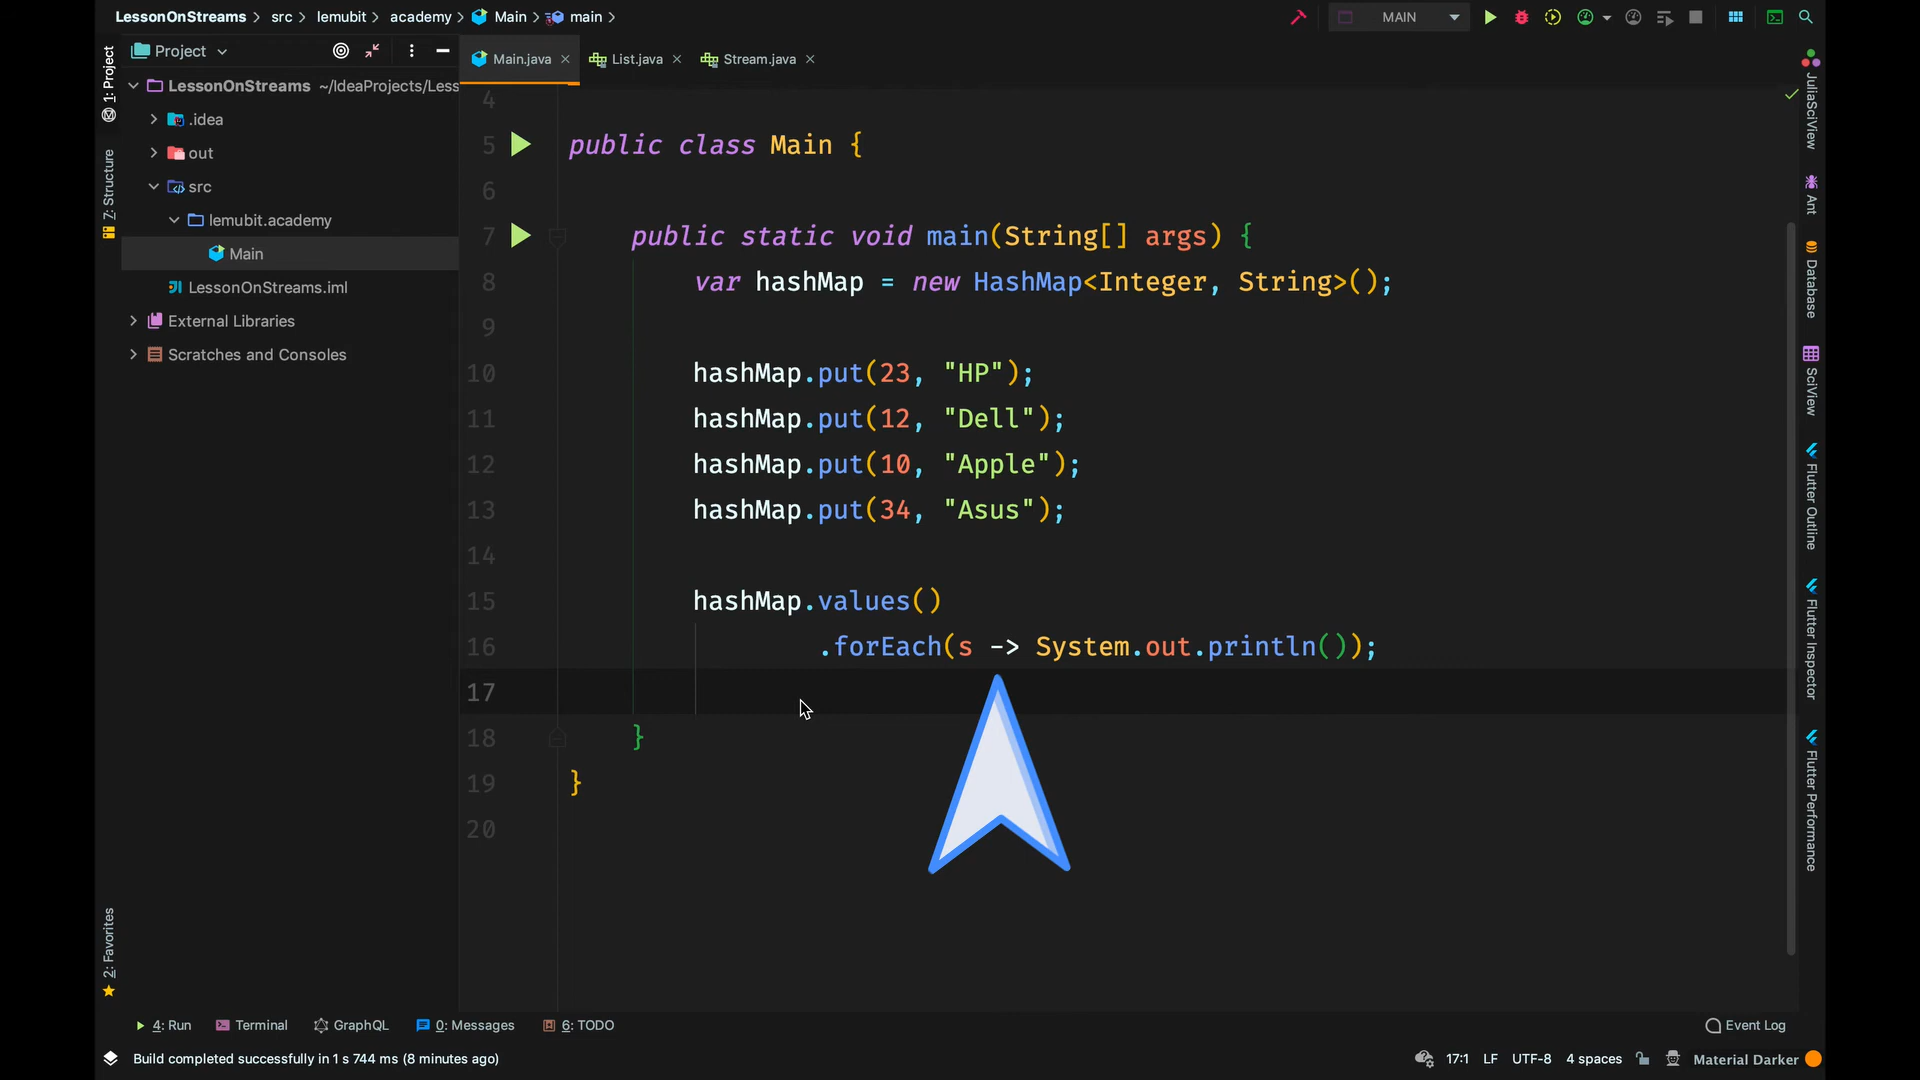 LessonOnStreams > src > lemubit > academy > Main > main >
MAIN
Project
Main.java
List.java
Stream.java
1: Project
LessonOnStreams ~/IdeaProjects/Less
.idea
out
src
lemubit.academy
Main
LessonOnStreams.iml
External Libraries
Scratches and Consoles
7: Structure
2: Favorites
4
5 public class Main {
6
7 public static void main(String[] args) {
8 var hashMap = new HashMap<Integer, String>();
9
10 hashMap.put(23, "HP");
11 hashMap.put(12, "Dell");
12 hashMap.put(10, "Apple");
13 hashMap.put(34, "Asus");
14
15 hashMap.values()
16 .forEach(s -> System.out.println());
17
18 }
19 }
20
JuliaSciView
Ant
Database
SciView
Flutter Outline
Flutter Inspector
Flutter Performance
4: Run
Terminal
GraphQL
0: Messages
6: TODO
Event Log
Build completed successfully in 1 s 744 ms (8 minutes ago)
17:1 LF UTF-8 4 spaces Material Darker